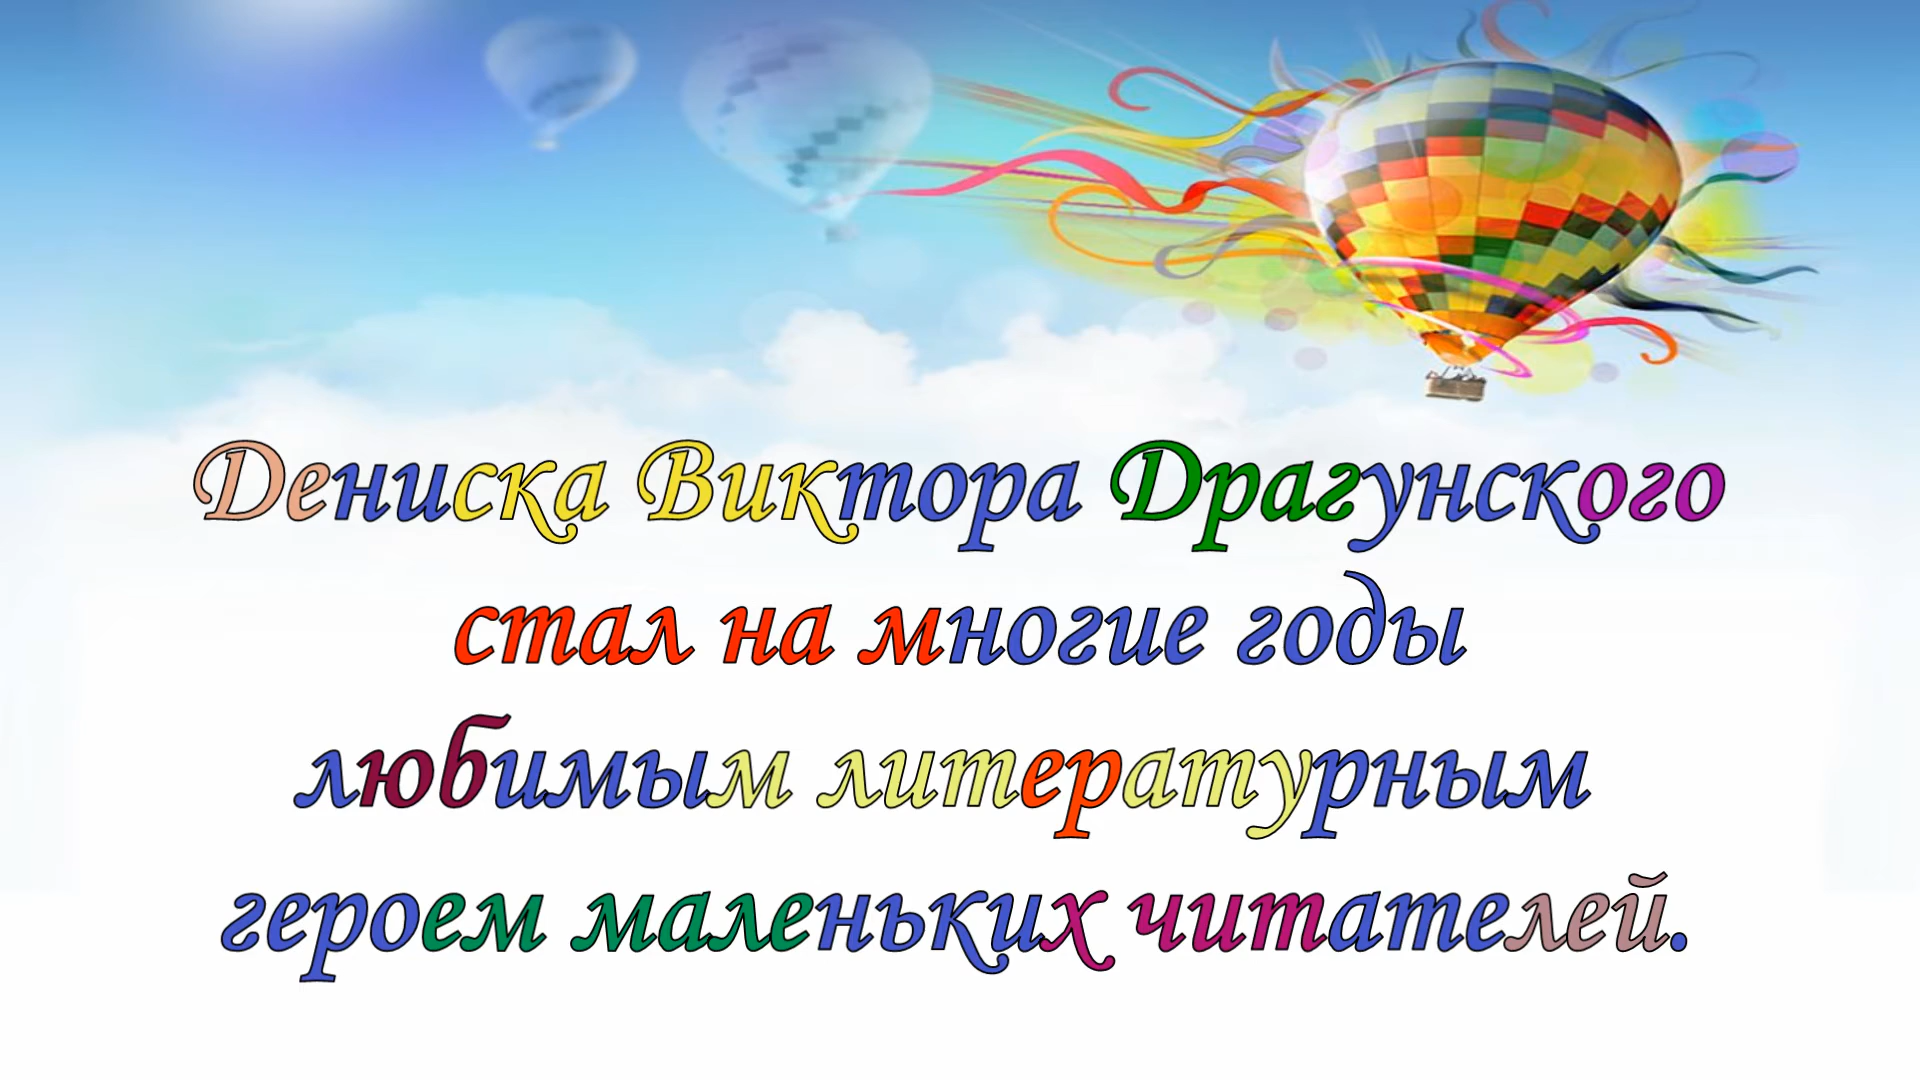 Дениска Виктора Драгунского
стал на многие годы
любимым литературным
героем маленьких читателей.